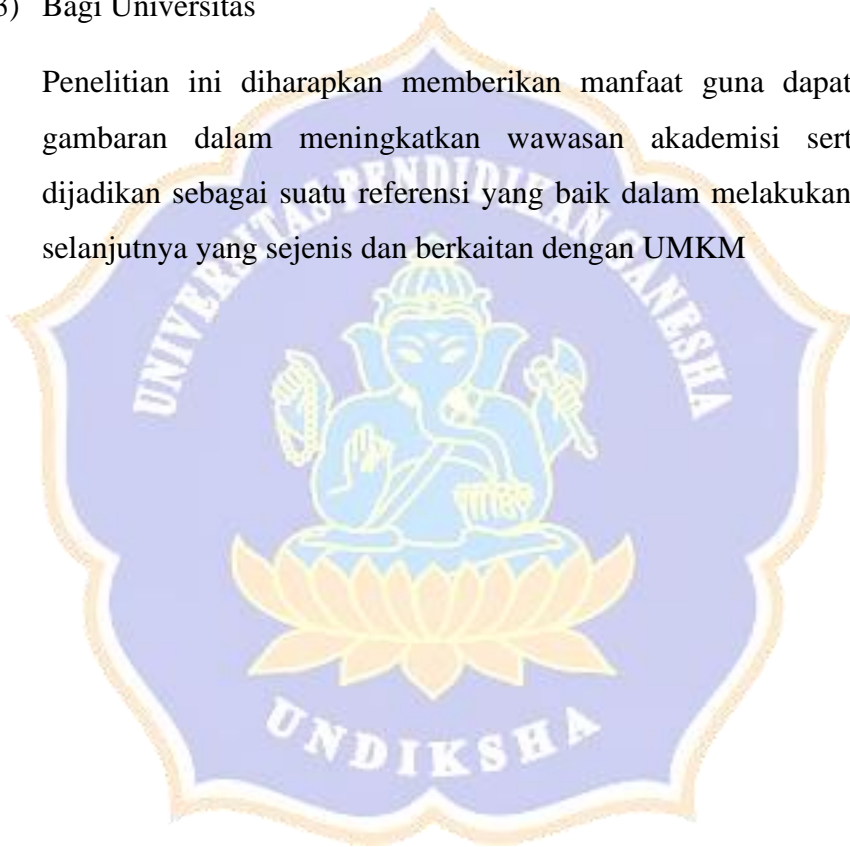 3) Bagi Universitas
Penelitian ini diharapkan memberikan manfaat guna dapat
gambaran dalam meningkatkan wawasan akademisi sert
dijadikan sebagai suatu referensi yang baik dalam melakukan
selanjutnya yang sejenis dan berkaitan dengan UMKM
UNIVERSITAS PENDIDIKAN GANESHA
UNDIKSHA